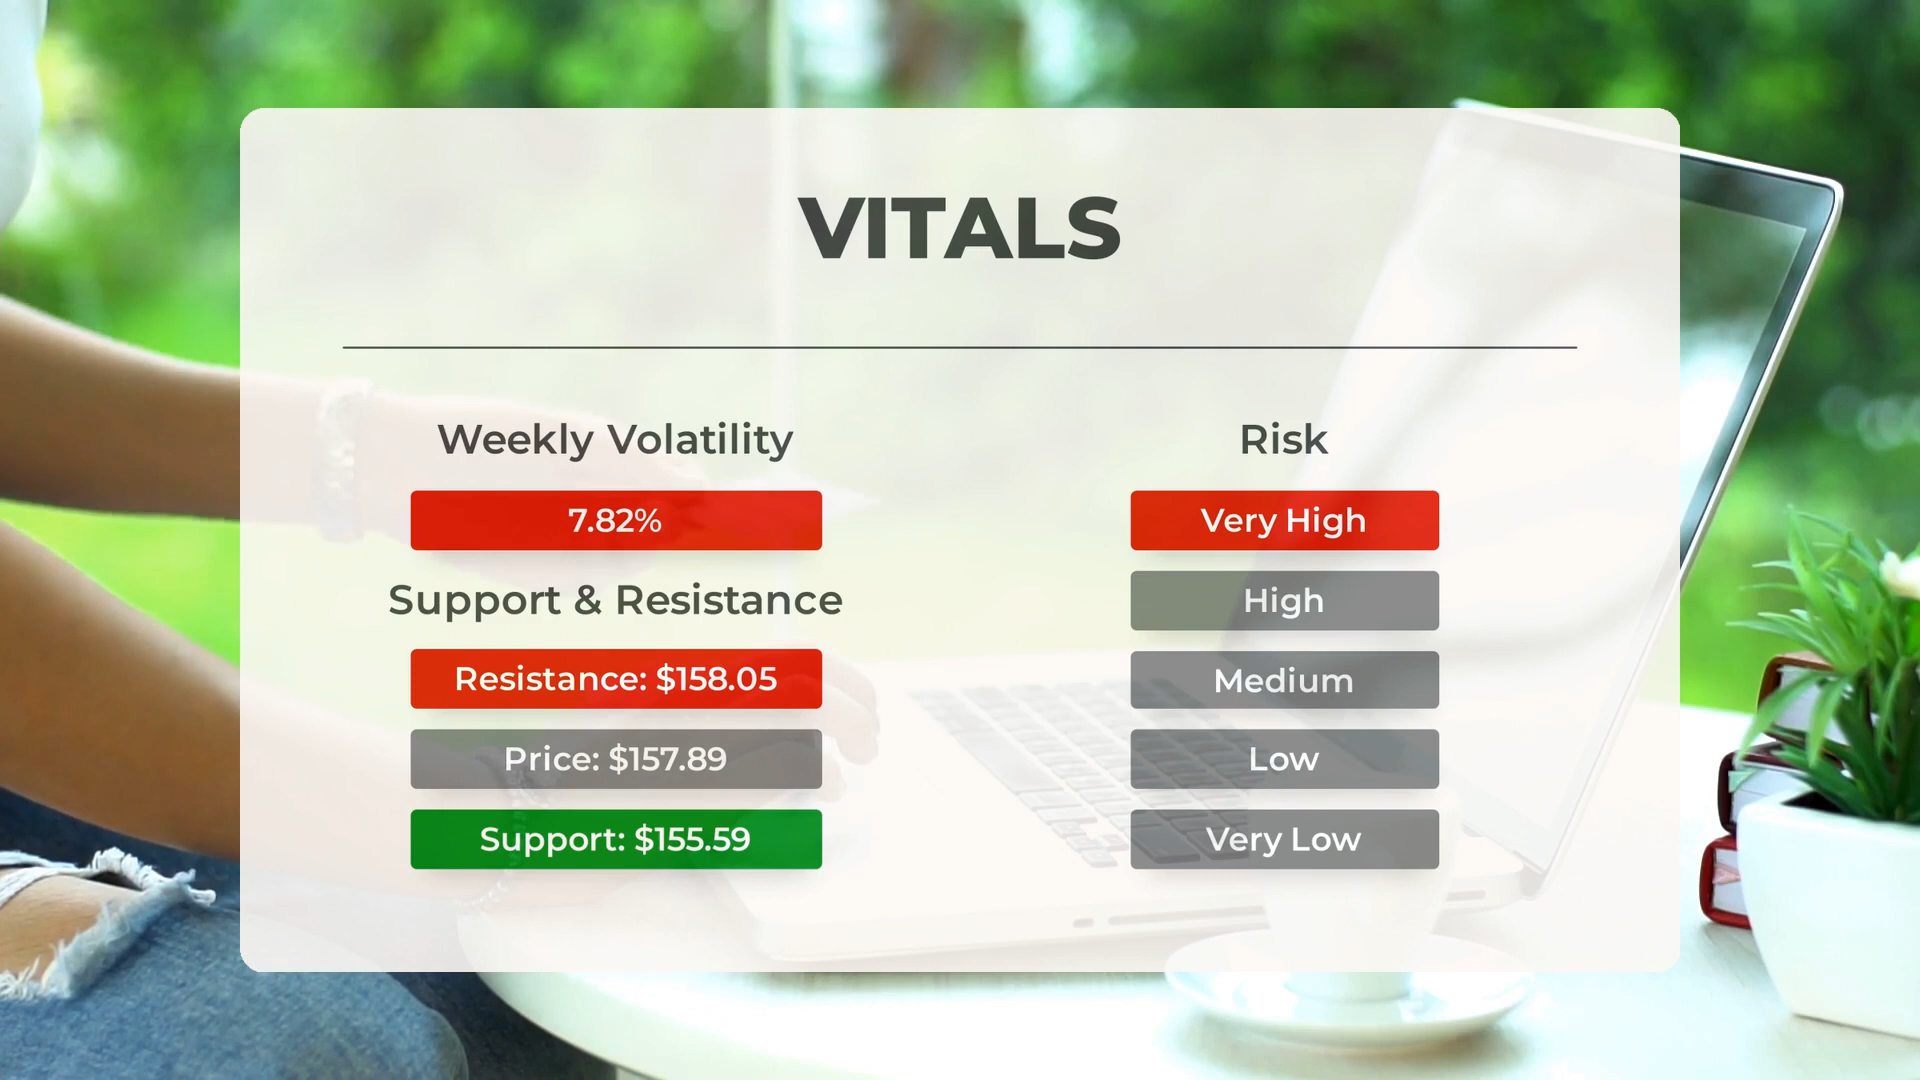 VITALS
Weekly Volatility
7.82%
Support & Resistance
Resistance: $158.05
Price: $157.89
Support: $155.59
Risk
Very High
High
Medium
Low
Very Low